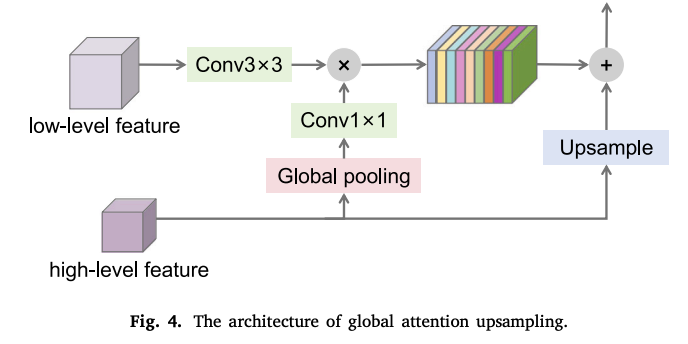 Conv3×3
×
+
low-level feature
Conv1×1
Upsample
Global pooling
high-level feature
Fig. 4. The architecture of global attention upsampling.